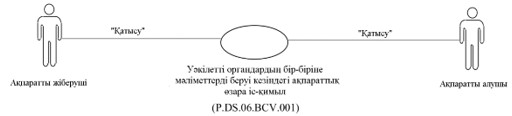 "Қатысу"
"Қатысу"
Ақпаратты жіберуші
Уәкілетті органдардың бір-біріне
мәліметтерді беруі кезіндегі ақпараттық
өзара іс-қимыл
(P.DS.06.BCV.001)
Ақпаратты алушы